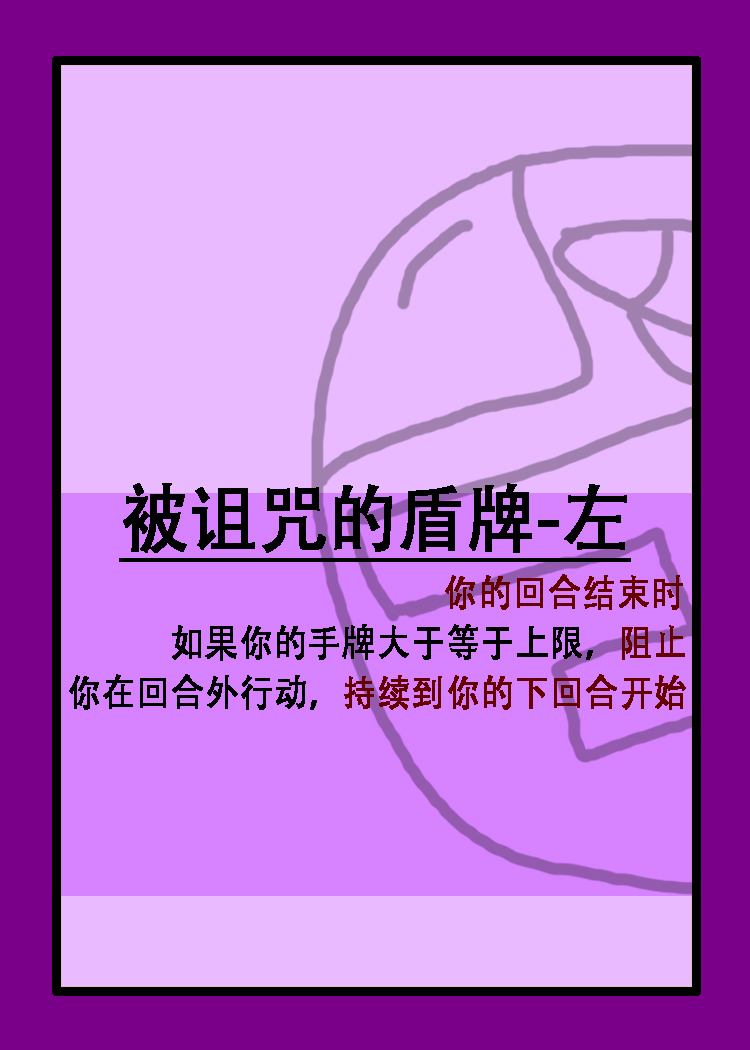 被诅咒的盾牌-左
你的回合结束时
如果你的手牌大于等于上限，阻止
你在回合外行动，持续到你的下回合开始